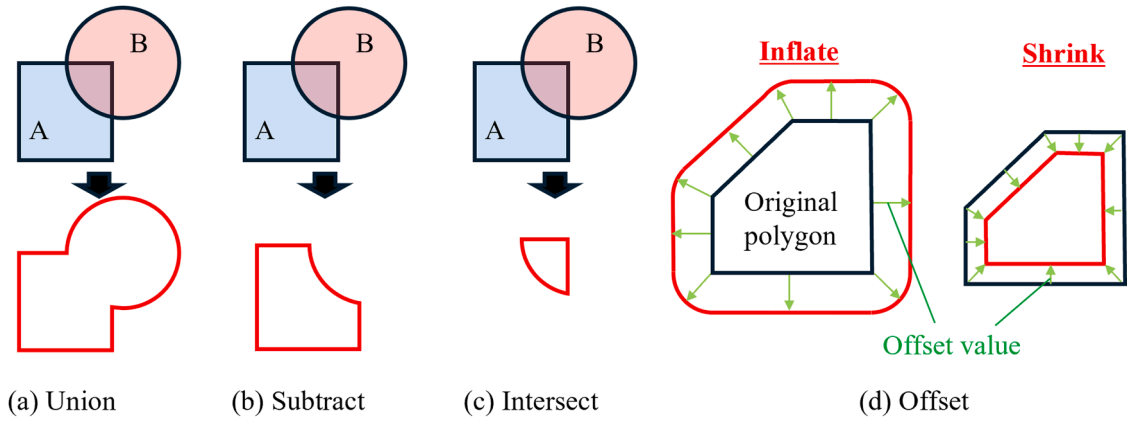 B
A
B
A
B
A
Inflate
Shrink
Original
polygon
Offset value
(a) Union
(b) Subtract
(c) Intersect
(d) Offset